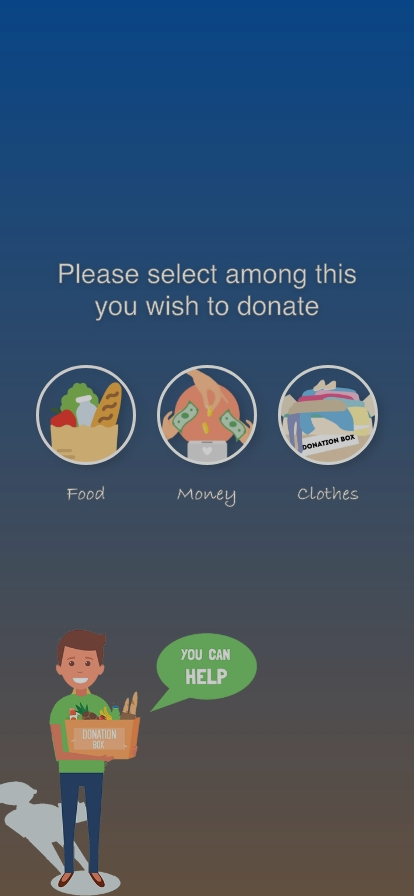 Please select among this
you wish to donate
DONATION BOX
Food
Money
Clothes
YOU CAN
HELP
DONATION
BOX